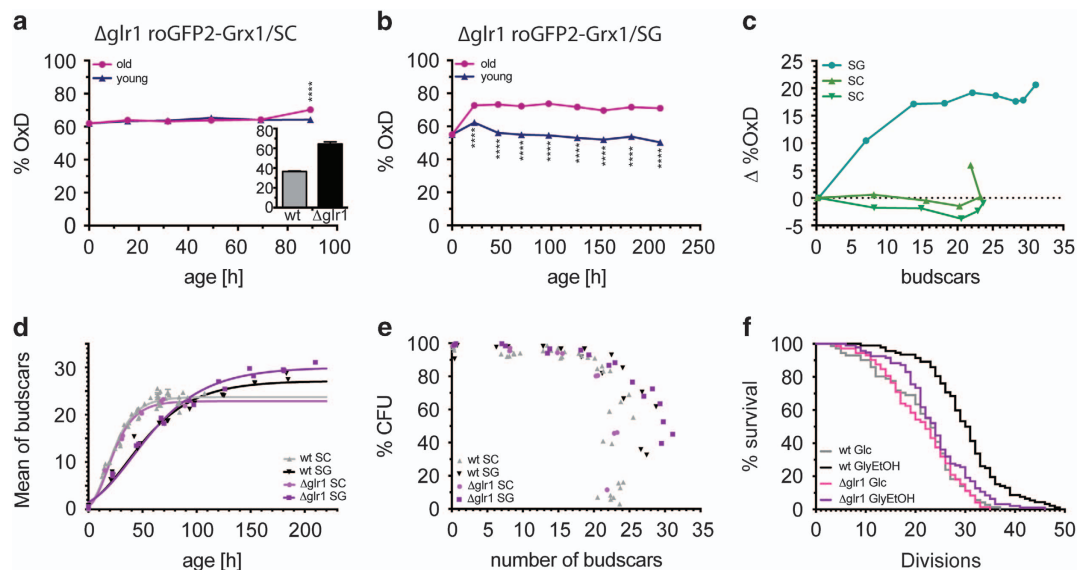 a
Δglr1 roGFP2-Grx1/SC
% OxD
100
80
60
40
20
0
old
young
****
80
60
40
20
0
wt Δglr1
0 20 40 60 80 100
age [h]
b
Δglr1 roGFP2-Grx1/SG
% OxD
100
80
60
40
20
0
old
young
**** **** **** **** **** **** **** ****
0 50 100 150 200 250
age [h]
c
Δ %OxD
25
20
15
10
5
0
-5
SG
SC
SC
0 5 10 15 20 25 30 35
budscars
d
Mean of budscars
30
20
10
0
wt SC
wt SG
Δglr1 SC
Δglr1 SG
0 50 100 150 200
age [h]
e
% CFU
100
80
60
40
20
0
wt SC
wt SG
Δglr1 SC
Δglr1 SG
0 5 10 15 20 25 30 35
number of budscars
f
% survival
100
80
60
40
20
0
wt Glc
wt GlyEtOH
Δglr1 Glc
Δglr1 GlyEtOH
0 10 20 30 40 50
Divisions